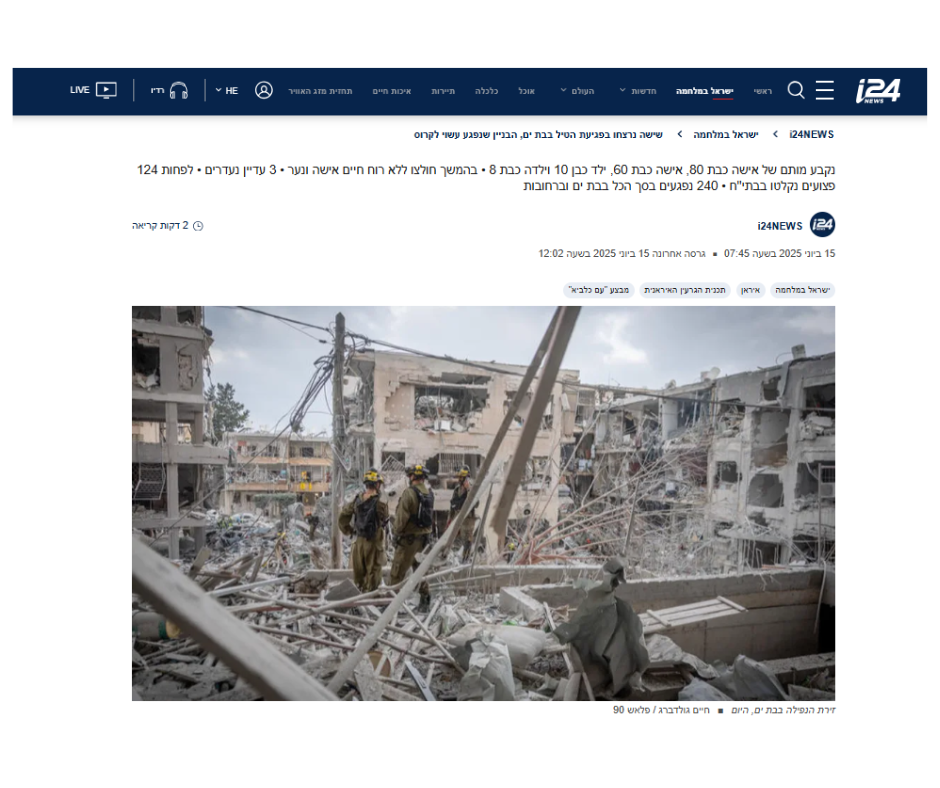 i24 NEWS ראשי ישראל במלחמה חדשות העולם אוכל כלכלה תיירות איכות חיים תחזית מזג האוויר HE רדיו LIVE
i24NEWS ישראל במלחמה שישה נרצחו בפגיעת הטיל בבת ים, הבניין שנפגע עשוי לקרוס
נקבע מותם של אישה כבת 80, אישה כבת 60, ילד כבן 10 וילדה כבת 8 • בהמשך חולצו ללא רוח חיים אישה ונער • 3 עדיין נעדרים • לפחות 124
פצועים נקלטו בבתי"ח • 240 נפגעים בסך הכל בבת ים וברחובות
i24 NEWS i24NEWS 2 דקות קריאה
15 ביוני 2025 בשעה 07:45 ■ גרסה אחרונה 15 ביוני 2025 בשעה 12:02
ישראל במלחמה איראן תכנית הגרעין האיראנית מבצע "עם כלביא"
זירת הנפילה בבת ים, היום ■ חיים גולדברג / פלאש 90